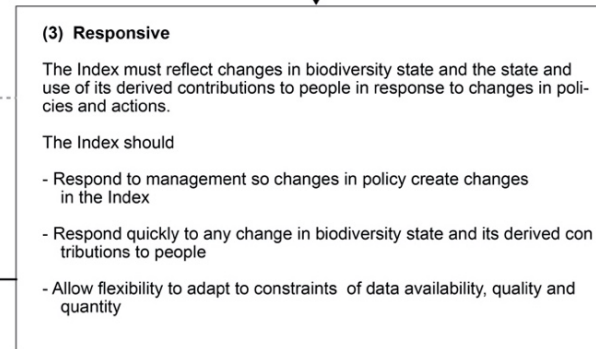 (3) Responsive
The Index must reflect changes in biodiversity state and the state and
use of its derived contributions to people in response to changes in poli-
cies and actions.
The Index should
- Respond to management so changes in policy create changes
in the Index
- Respond quickly to any change in biodiversity state and its derived con
tributions to people
- Allow flexibility to adapt to constraints of data availability, quality and
quantity